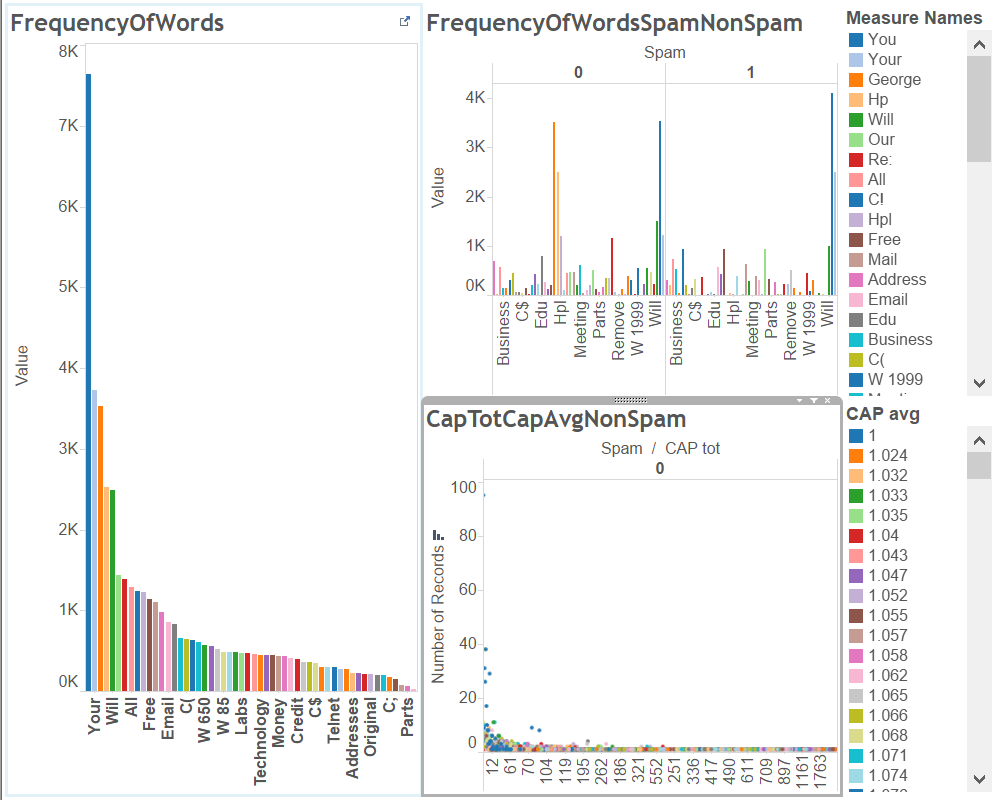 FrequencyOfWords
Value
8K
7K
6K
5K
4K
3K
2K
1K
0K
Your
Will
All
Free
Email
C(
W 650
W 85
Labs
Technology
Money
Credit
C$
Telnet
Addresses
Original
C;
Parts
FrequencyOfWordsSpamNonSpam
Spam
0 1
Value
4K
3K
2K
1K
0K
Business
C$
Edu
Hpl
Meeting
Parts
Remove
W 1999
Will
Business
C$
Edu
Hpl
Meeting
Parts
Remove
W 1999
Will
Measure Names
You
Your
George
Hp
Will
Our
Re:
All
C!
Hpl
Free
Mail
Address
Email
Edu
Business
C(
W 1999
CapTotCapAvgNonSpam
Spam / CAP tot
0
Number of Records
100
80
60
40
20
0
12
61
70
104
119
195
262
186
321
552
251
336
417
490
611
709
897
1161
1763
CAP avg
1
1.024
1.032
1.033
1.035
1.04
1.043
1.047
1.052
1.055
1.057
1.058
1.062
1.065
1.066
1.068
1.071
1.074